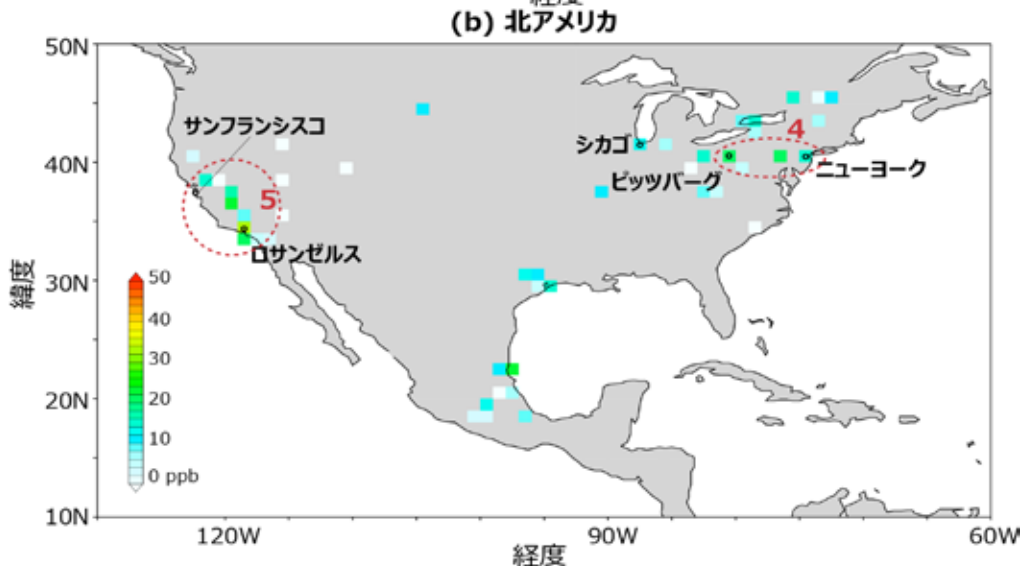 経度
(b) 北アメリカ
50N
サンフランシスコ
4
シカゴ
40N
ニューヨーク
ピッツバーグ
5
ロサンゼルス
緯度
50
30N
40
30
20
20N
10
0 ppb
10N
120W
90W
60W
経度